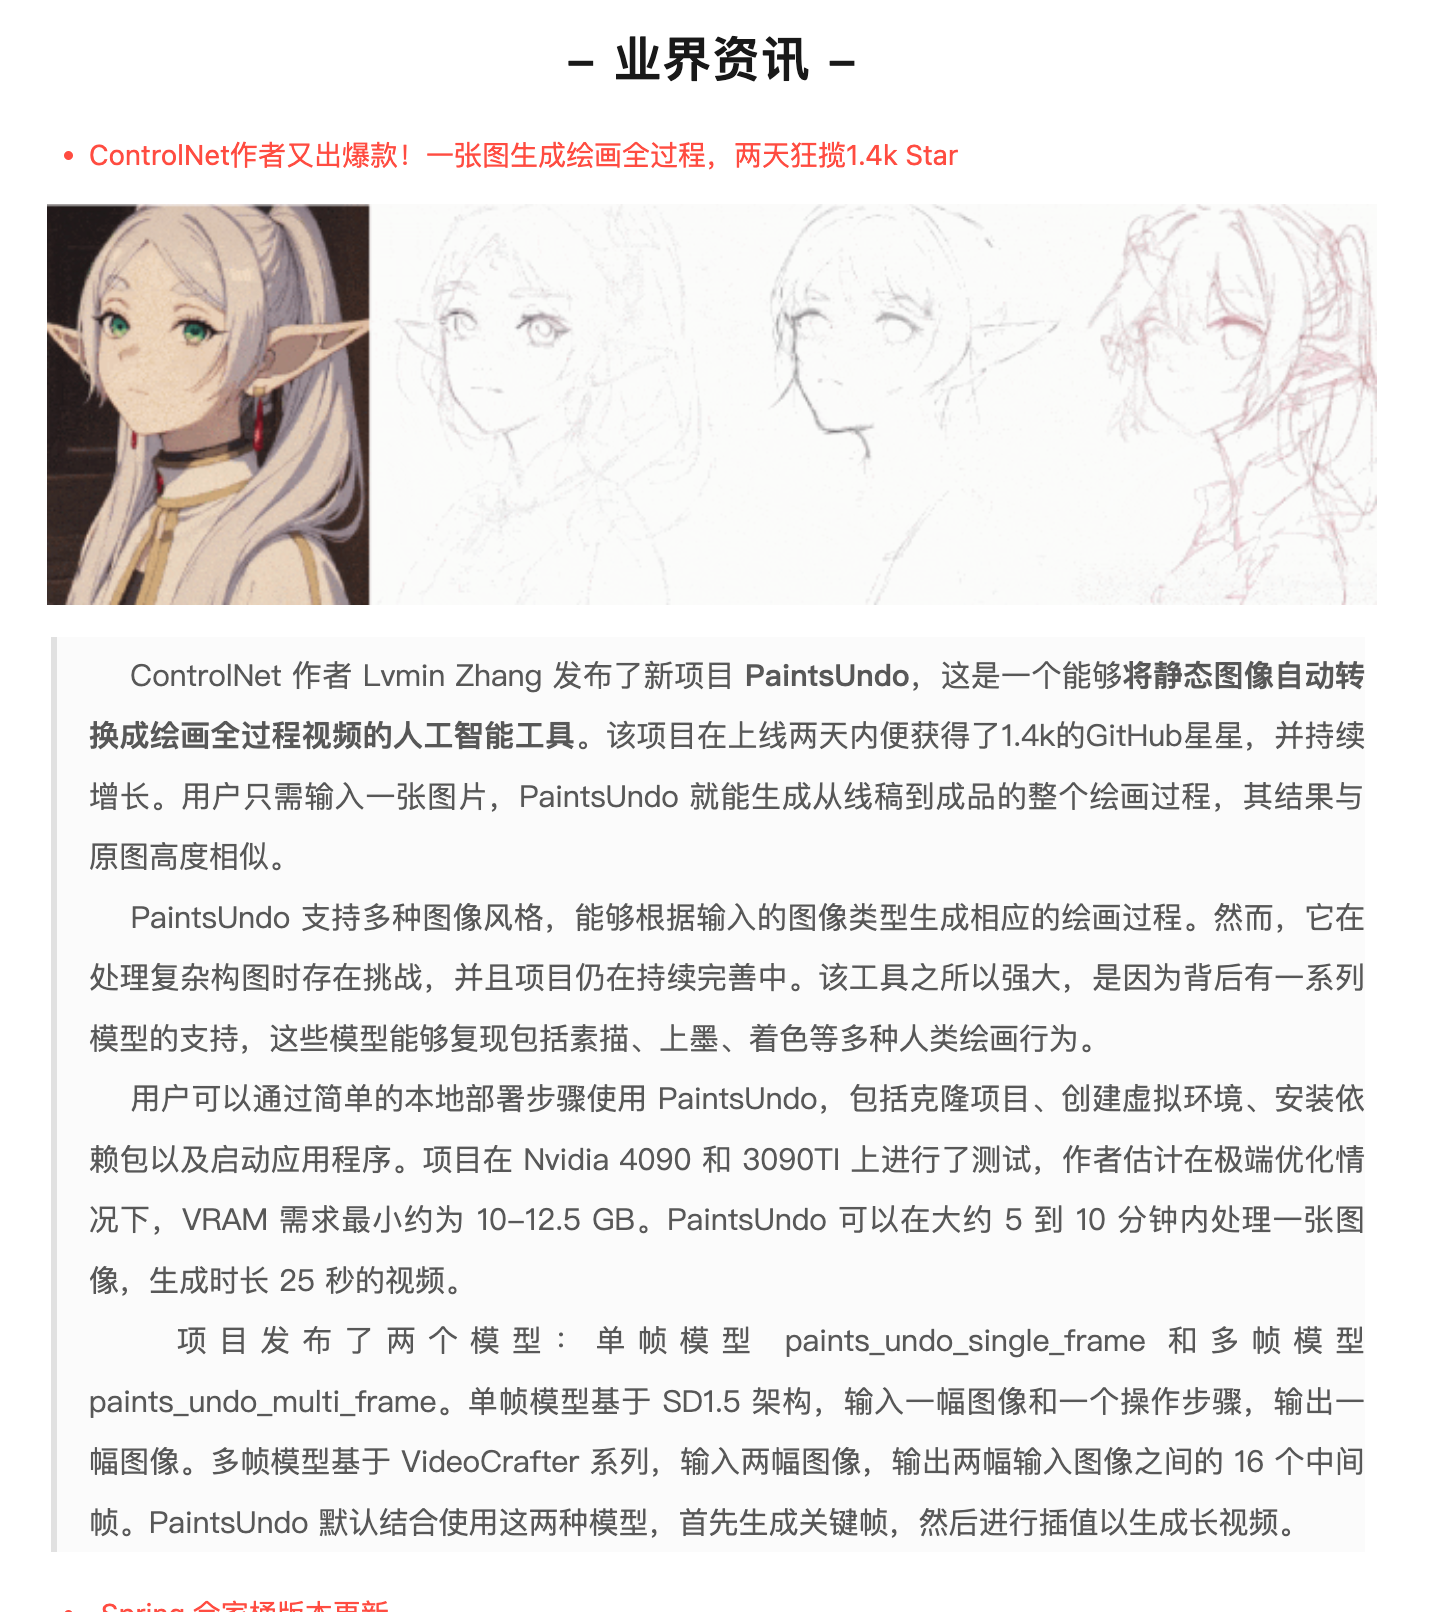 – 业界资讯 –
• ControlNet作者又出爆款！一张图生成绘画全过程，两天狂揽1.4k Star
ControlNet 作者 Lvmin Zhang 发布了新项目 PaintsUndo，这是一个能够将静态图像自动转
换成绘画全过程视频的人工智能工具。该项目在上线两天内便获得了1.4k的GitHub星星，并持续
增长。用户只需输入一张图片，PaintsUndo 就能生成从线稿到成品的整个绘画过程，其结果与
原图高度相似。
PaintsUndo 支持多种图像风格，能够根据输入的图像类型生成相应的绘画过程。然而，它在
处理复杂构图时存在挑战，并且项目仍在持续完善中。该工具之所以强大，是因为背后有一系列
模型的支持，这些模型能够复现包括素描、上墨、着色等多种人类绘画行为。
用户可以通过简单的本地部署步骤使用 PaintsUndo，包括克隆项目、创建虚拟环境、安装依
赖包以及启动应用程序。项目在 Nvidia 4090 和 3090TI 上进行了测试，作者估计在极端优化情
况下，VRAM 需求最小约为 10–12.5 GB。PaintsUndo 可以在大约 5 到 10 分钟内处理一张图
像，生成时长 25 秒的视频。
项目发布了两个模型：单帧模型 paints_undo_single_frame 和多帧模型
paints_undo_multi_frame。单帧模型基于 SD1.5 架构，输入一幅图像和一个操作步骤，输出一
幅图像。多帧模型基于 VideoCrafter 系列，输入两幅图像，输出两幅输入图像之间的 16 个中间
帧。PaintsUndo 默认结合使用这两种模型，首先生成关键帧，然后进行插值以生成长视频。
• Spring 全家桶版本更新